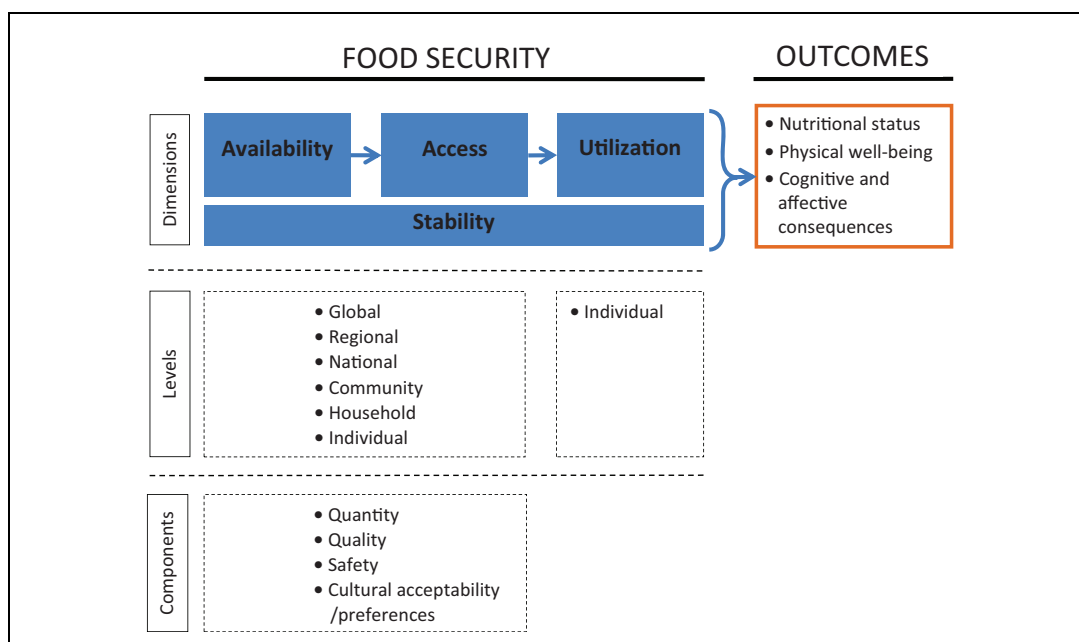 FOOD SECURITY
OUTCOMES
Dimensions
Availability
Access
Utilization
Stability
• Nutritional status
• Physical well-being
• Cognitive and
affective
consequences
Levels
• Global
• Regional
• National
• Community
• Household
• Individual
• Individual
Components
• Quantity
• Quality
• Safety
• Cultural acceptability
/preferences